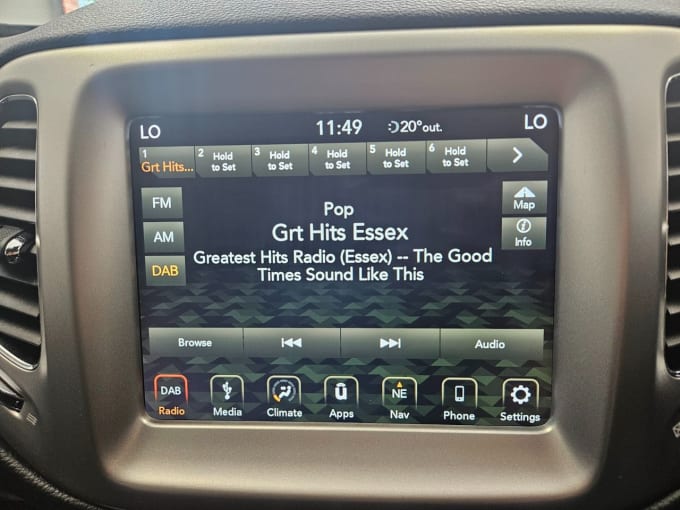 LO 11:49 20°out. LO
1 Grt Hits...
2 Hold to Set
3 Hold to Set
4 Hold to Set
5 Hold to Set
6 Hold to Set
FM
AM
DAB
Pop
Grt Hits Essex
Greatest Hits Radio (Essex) -- The Good
Times Sound Like This
Map
Info
Browse
Audio
DAB
NE
Radio Media Climate Apps Nav Phone Settings